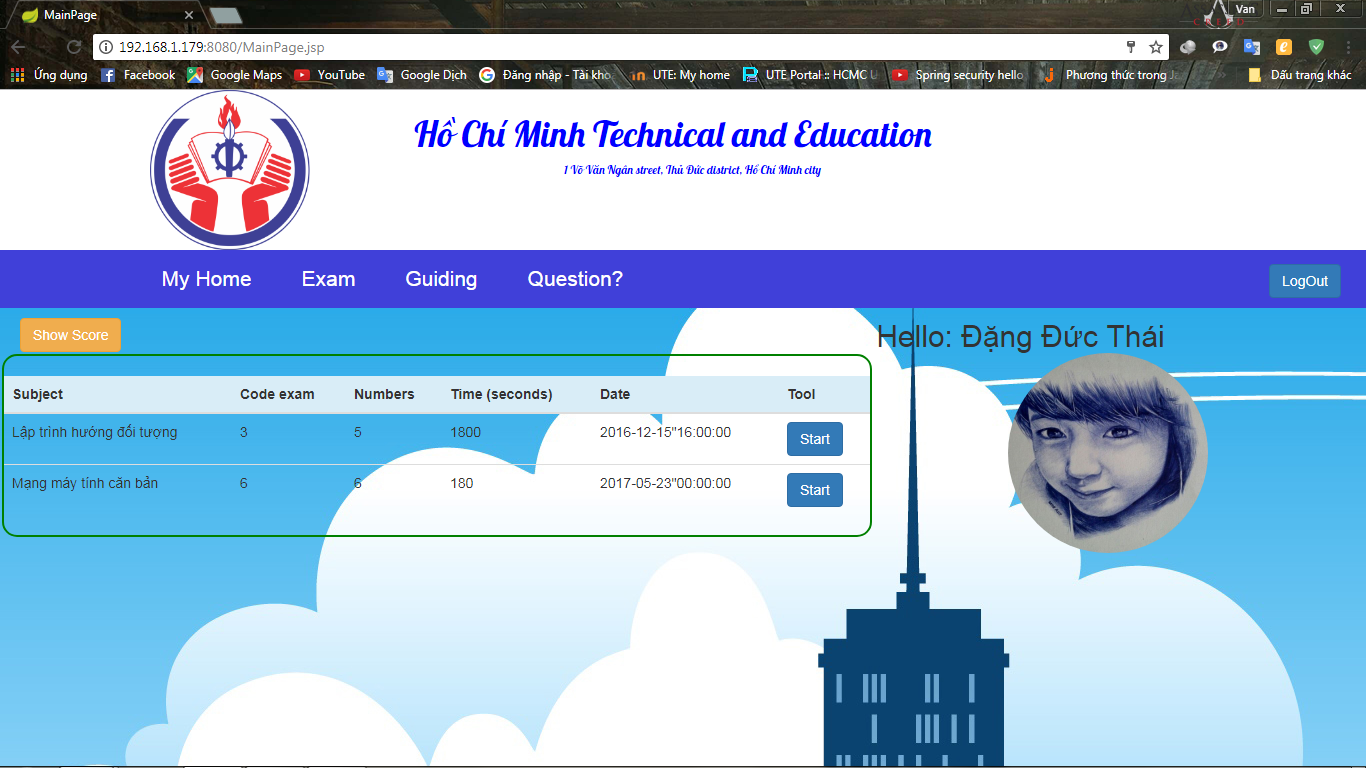 MainPage
Van
192.168.1.179:8080/MainPage.jsp
Ứng dụng Facebook Google Maps YouTube Google Dịch Đăng nhập - Tài kho UTE: My home UTE Portal :: HCMC U Spring security hello Phương thức trong Ja Dấu trang khác
Hồ Chí Minh Technical and Education
1 Võ Văn Ngân street, Thủ Đức district, Hồ Chí Minh city
My Home Exam Guiding Question? LogOut
Show Score
Hello: Đặng Đức Thái
Subject Code exam Numbers Time (seconds) Date Tool
Lập trình hướng đối tượng 3 5 1800 2016-12-15"16:00:00 Start
Mạng máy tính căn bản 6 6 180 2017-05-23"00:00:00 Start